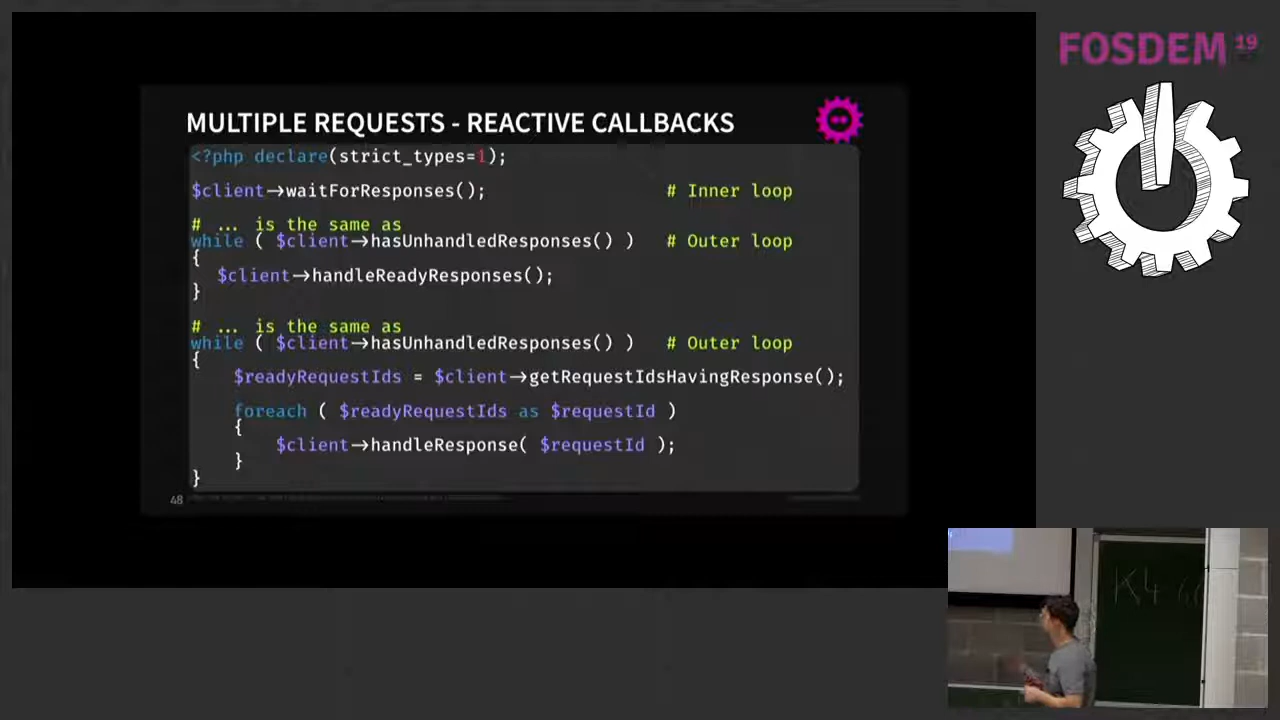 FOSDEM 19
MULTIPLE REQUESTS - REACTIVE CALLBACKS
<?php declare(strict_types=1);
$client→waitForResponses(); # Inner loop
# ... is the same as
while ( $client→hasUnhandledResponses() ) # Outer loop
{
$client→handleReadyResponses();
}
# ... is the same as
while ( $client→hasUnhandledResponses() ) # Outer loop
{
$readyRequestIds = $client→getRequestIdsHavingResponse();
foreach ( $readyRequestIds as $requestId )
{
$client→handleResponse( $requestId );
}
}
48
K4